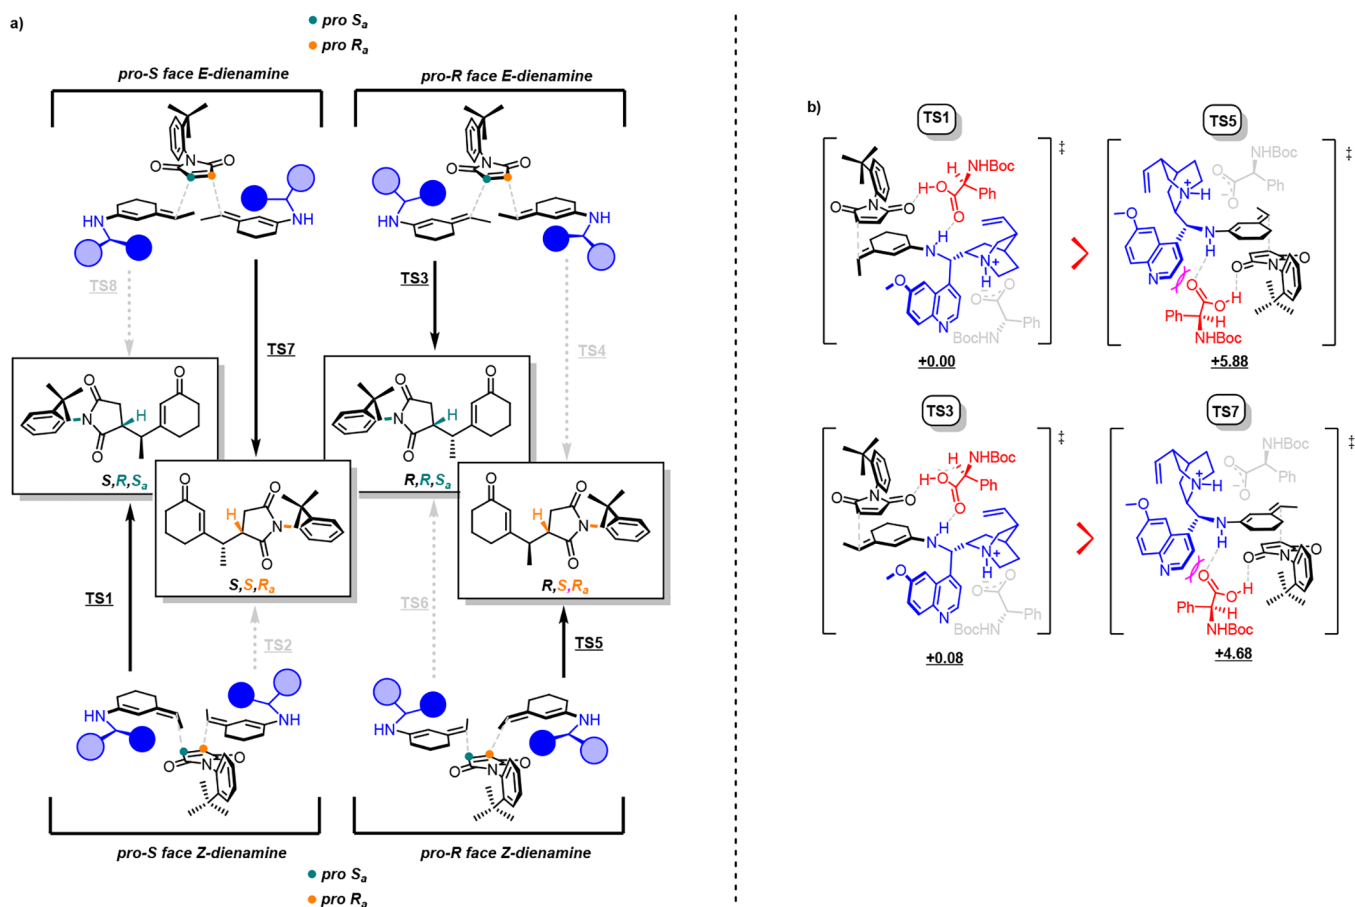 a)
pro Sa
pro Ra
pro-S face E-dienamine
pro-R face E-dienamine
O
N
O
HN
NH
O
N
O
HN
NH
TS8
TS7
TS3
TS4
O
N
O
H
O
S,R,Sa
O
N
O
H
O
R,R,Sa
O
H
O
N
O
S,S,Ra
O
H
O
N
O
R,S,Ra
TS1
TS2
TS6
TS5
HN
NH
O
N
O
HN
NH
O
N
O
pro-S face Z-dienamine
pro-R face Z-dienamine
pro Sa
pro Ra
b)
TS1
TS5
‡
‡
O
N
O
H
O
O
H
NHBoc
Ph
N
H
N+
H
O
N
O
O−
BocHN
Ph
+0.00
>
N+
H
O
N
N
H
O
O−
NHBoc
Ph
O
O
H
Ph
H
NHBoc
O
N
O
+5.88
TS3
TS7
‡
‡
O
N
O
HO
O
H
NHBoc
Ph
N
H
N+
H
O
N
O
O−
BocHN
Ph
+0.08
>
N+
H
O
N
N
H
O
O−
NHBoc
Ph
O
O
H
Ph
H
NHBoc
O
N
O
+4.68